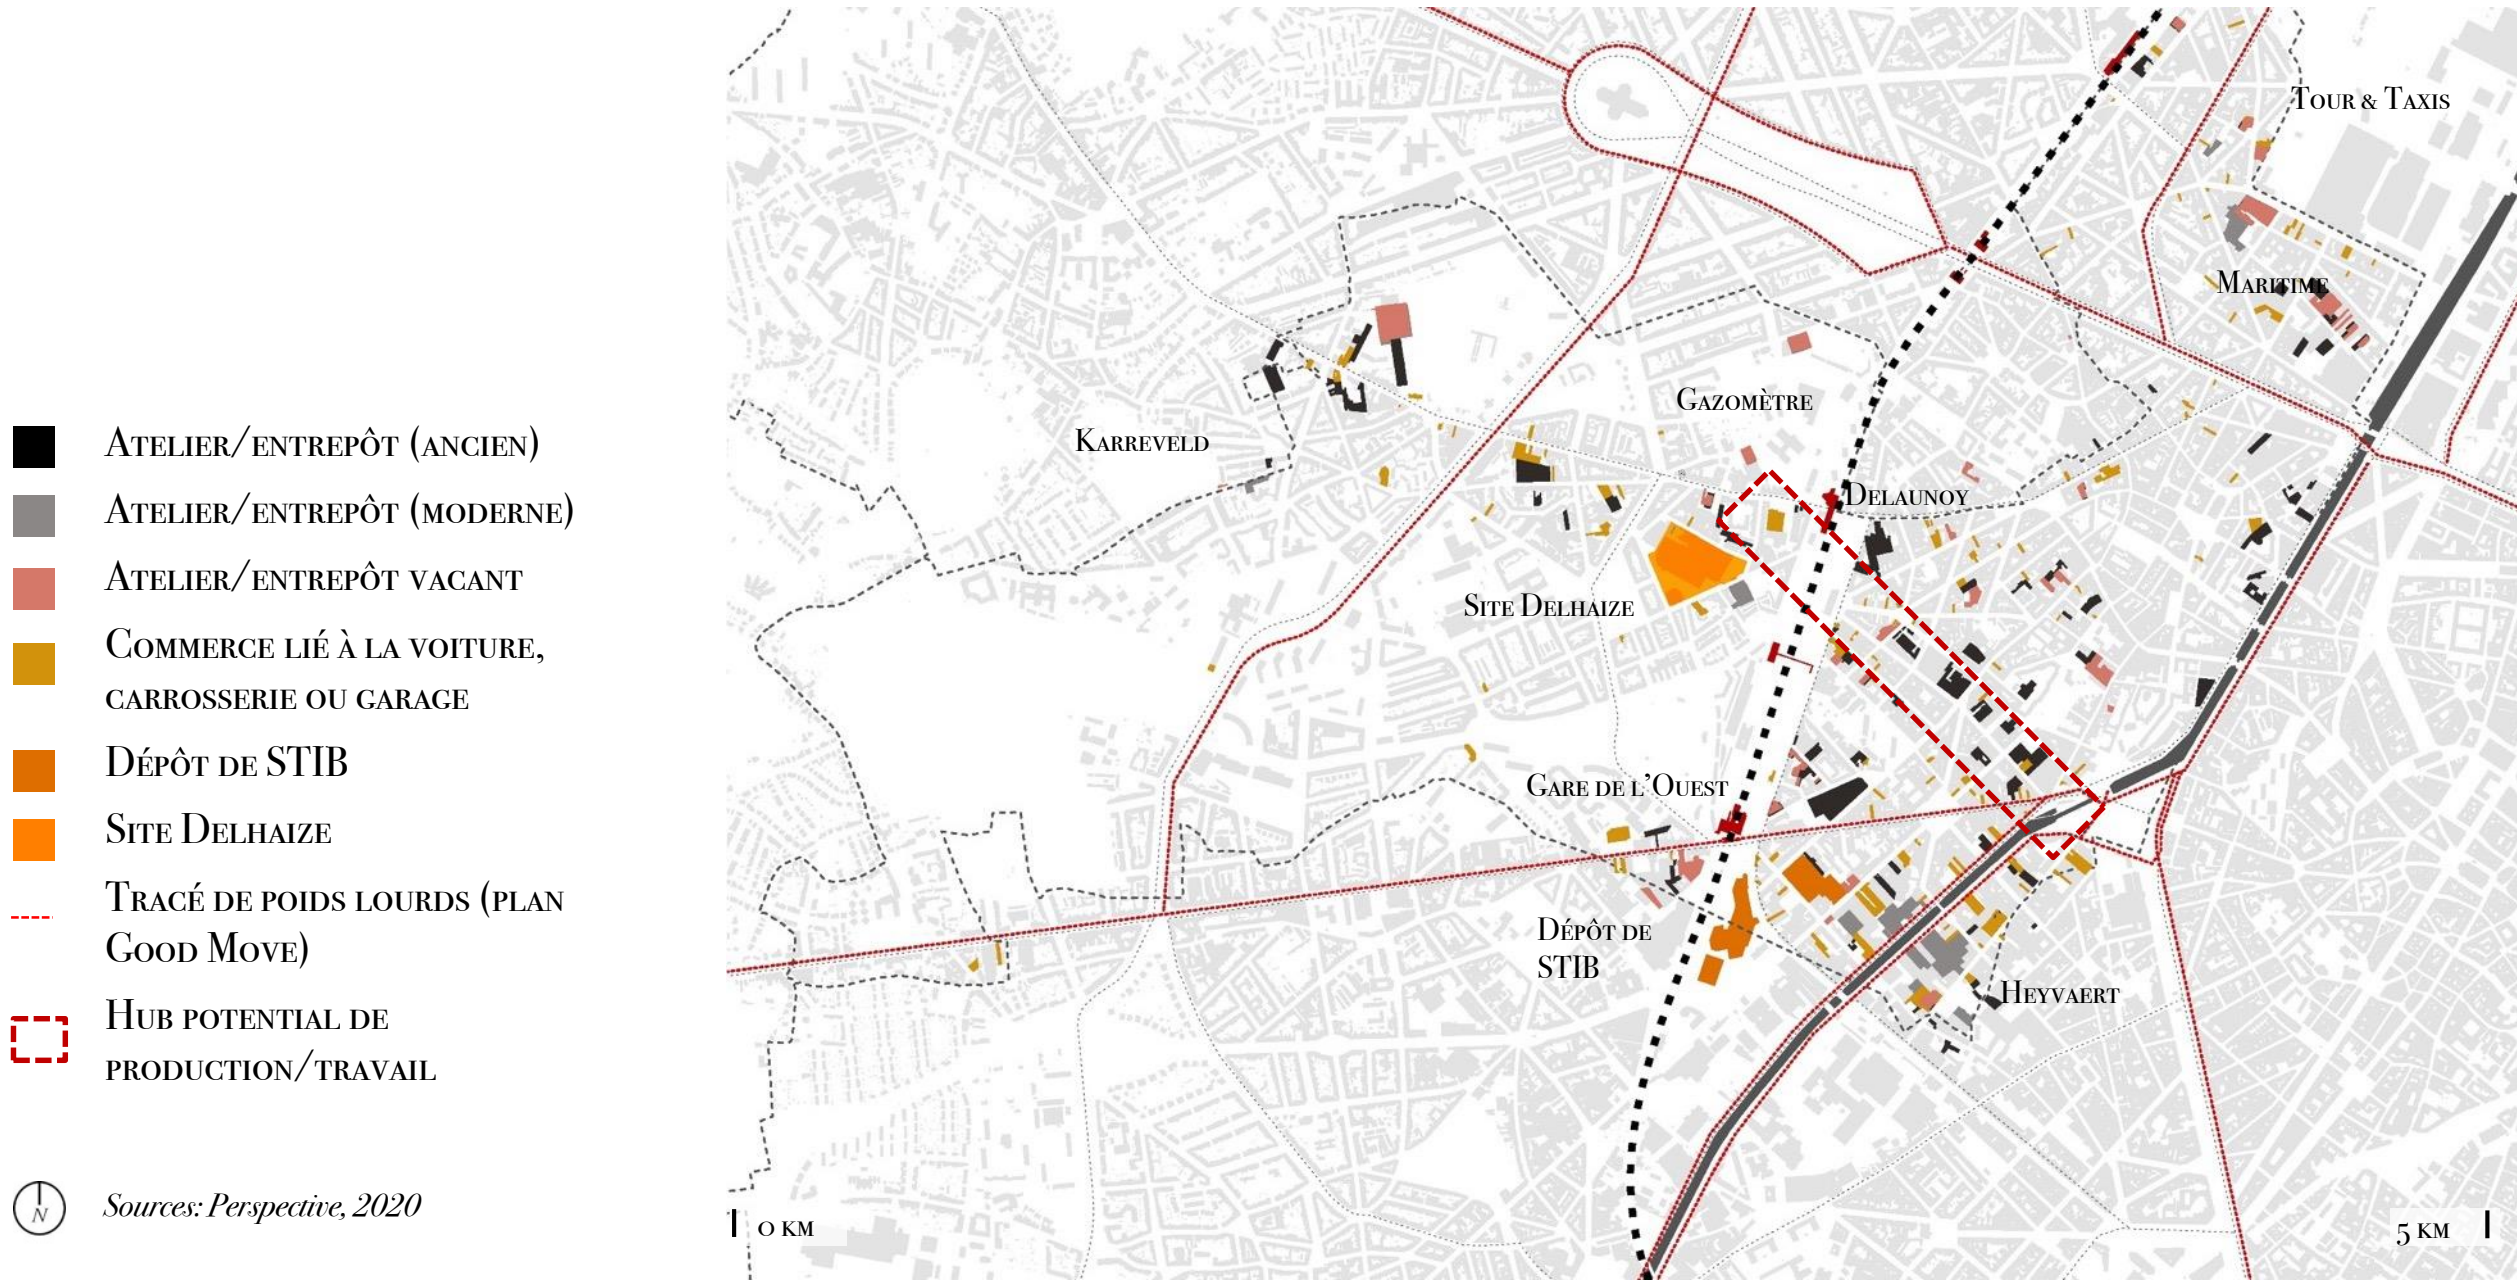 Atelier/entrepôt (ancien)
Atelier/entrepôt (moderne)
Atelier/entrepôt vacant
Commerce lié à la voiture,
carrosserie ou garage
Dépôt de STIB
Site Delhaize
Tracé de poids lourds (plan
Good Move)
Hub potential de
production/travail
N
Sources: Perspective, 2020
Tour & Taxis
Maritime
Gazomètre
Karreveld
Delaunoy
Site Delhaize
Gare de l'Ouest
Dépôt de
STIB
Heyvaert
0 km
5 km